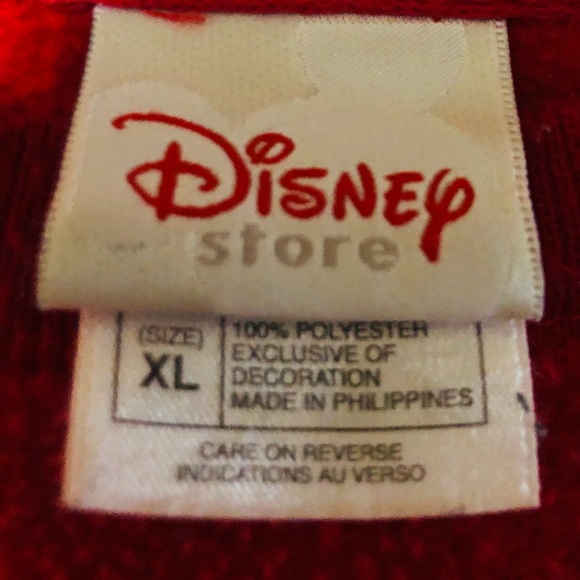 Disney
store
(SIZE)
XL
100% POLYESTER
EXCLUSIVE OF
DECORATION
MADE IN PHILIPPINES
CARE ON REVERSE
INDICATIONS AU VERSO